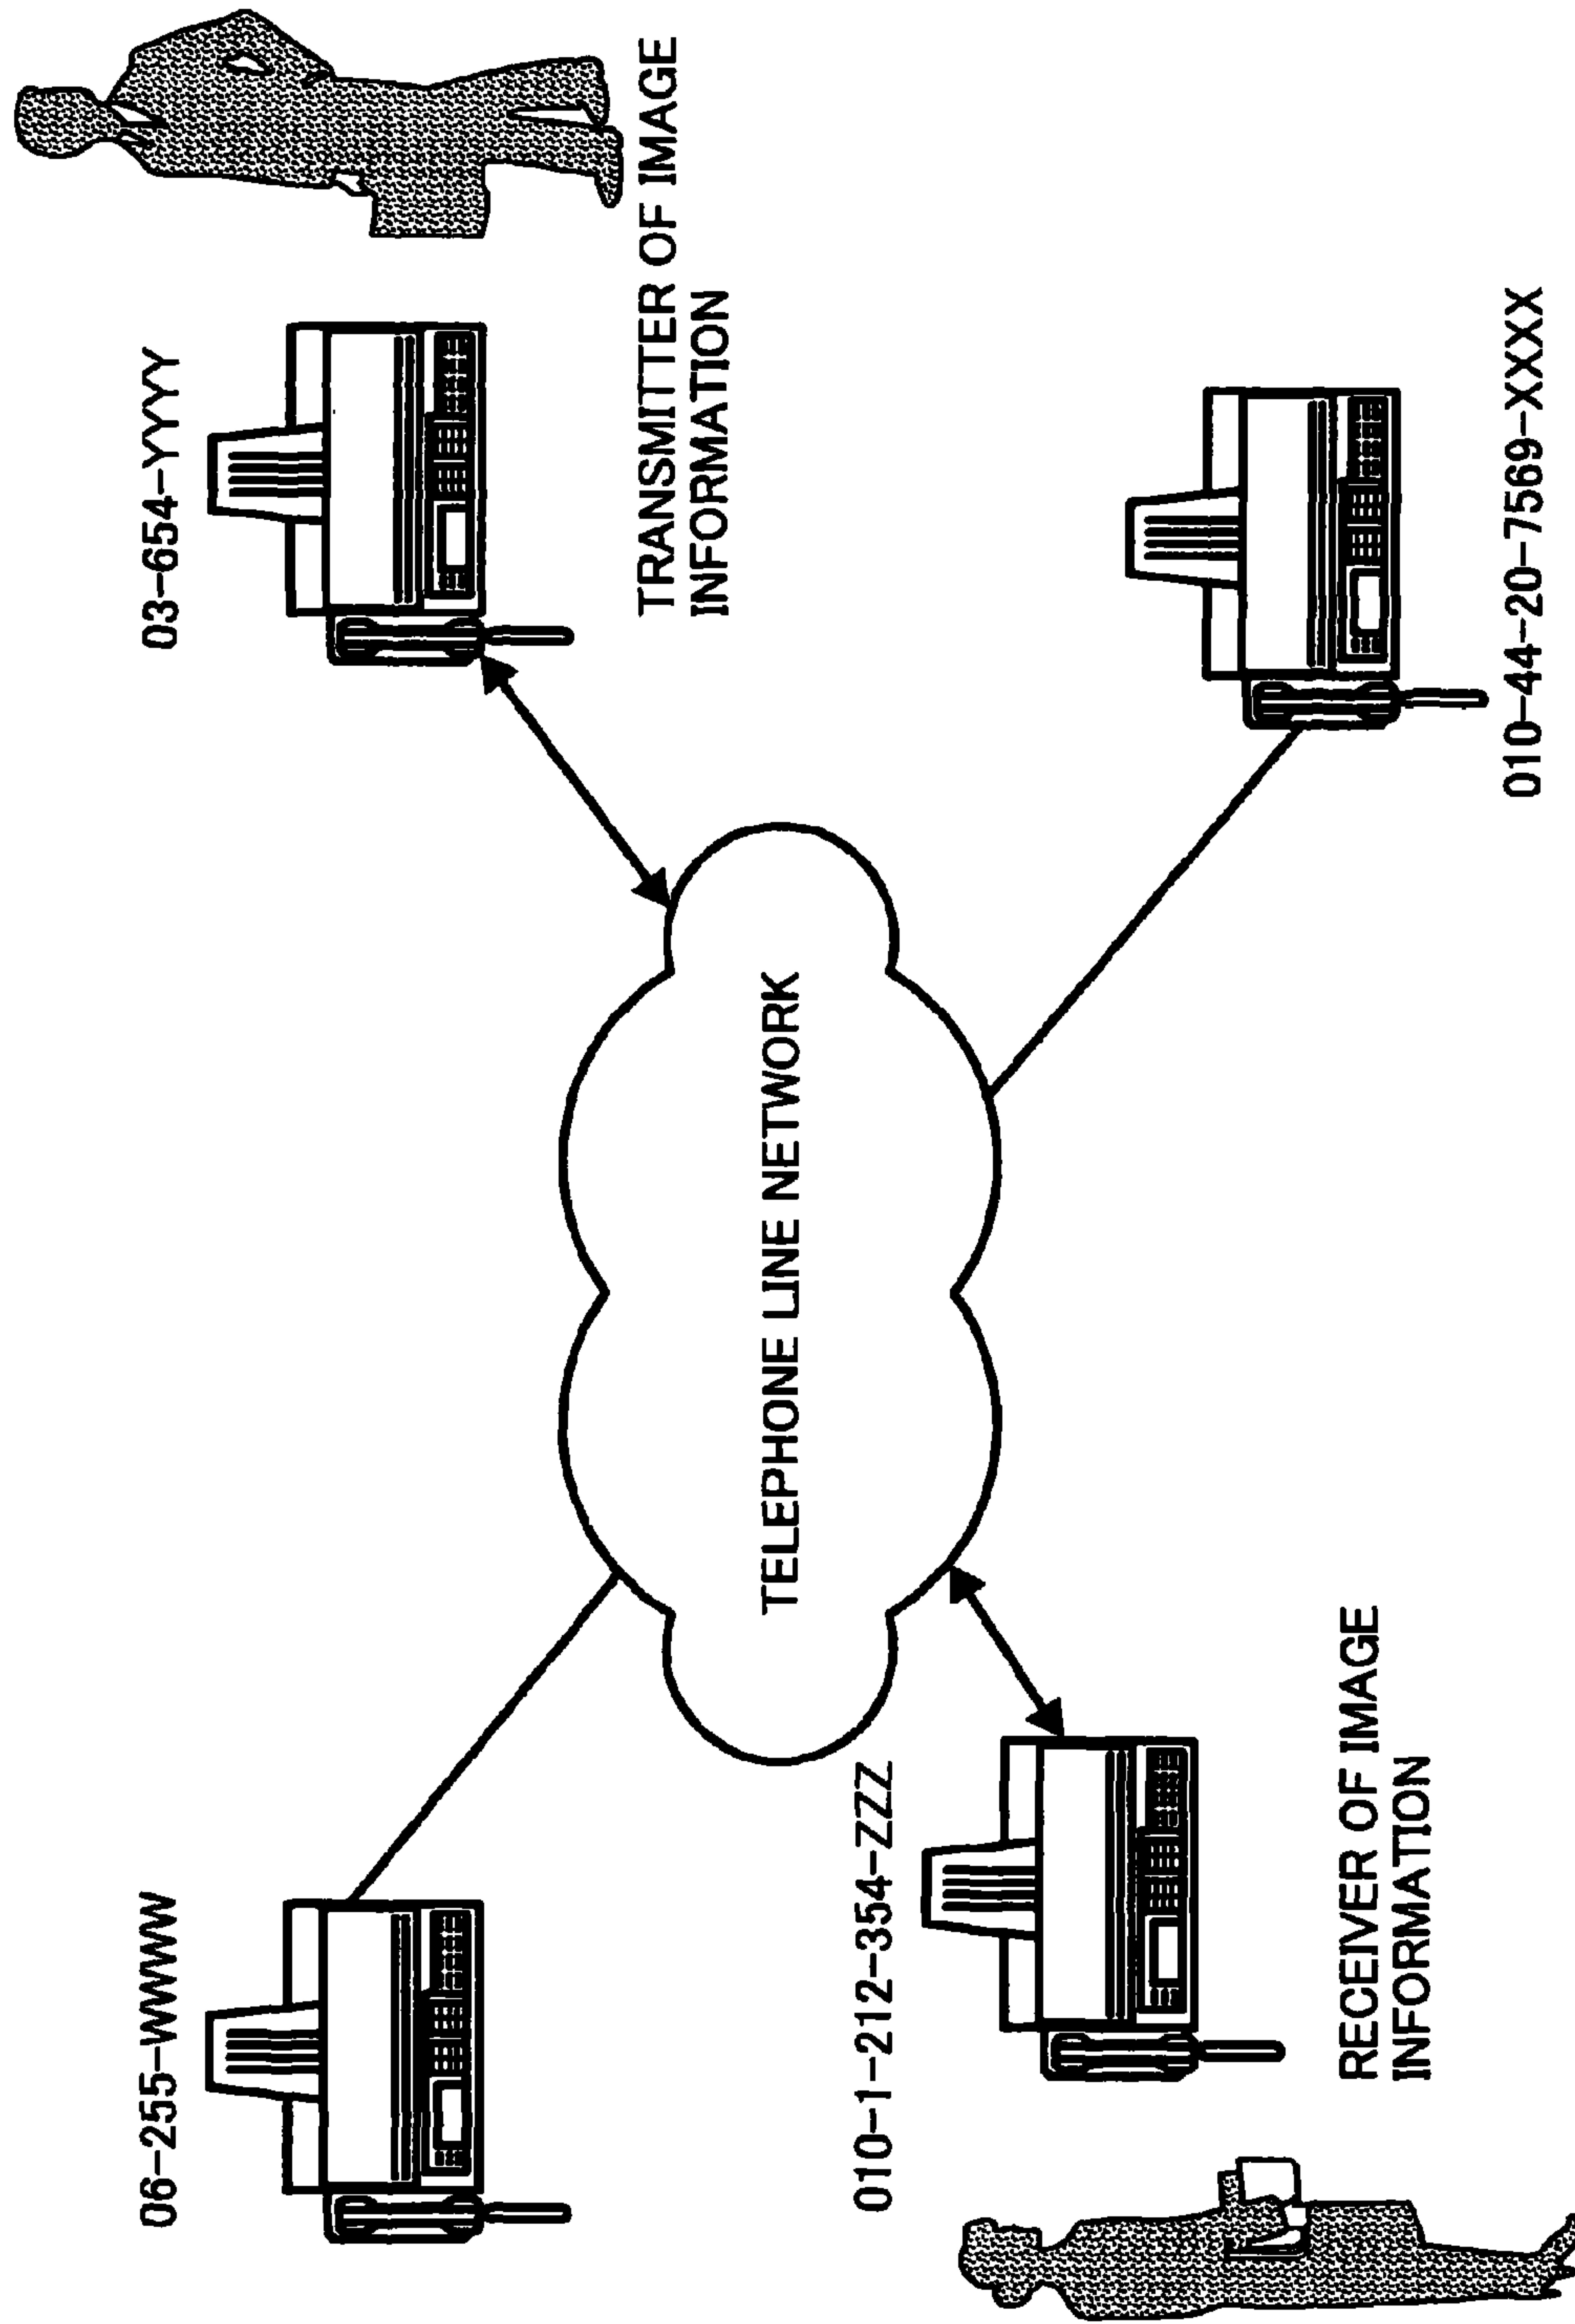 06-255-WWWW
03-654-YYYY
TRANSMITTER OF IMAGE
INFORMATION
TELEPHONE LINE NETWORK
010-1-212-354-ZZZ
RECEIVER OF IMAGE
INFORMATION
010-44-20-7569-XXXX